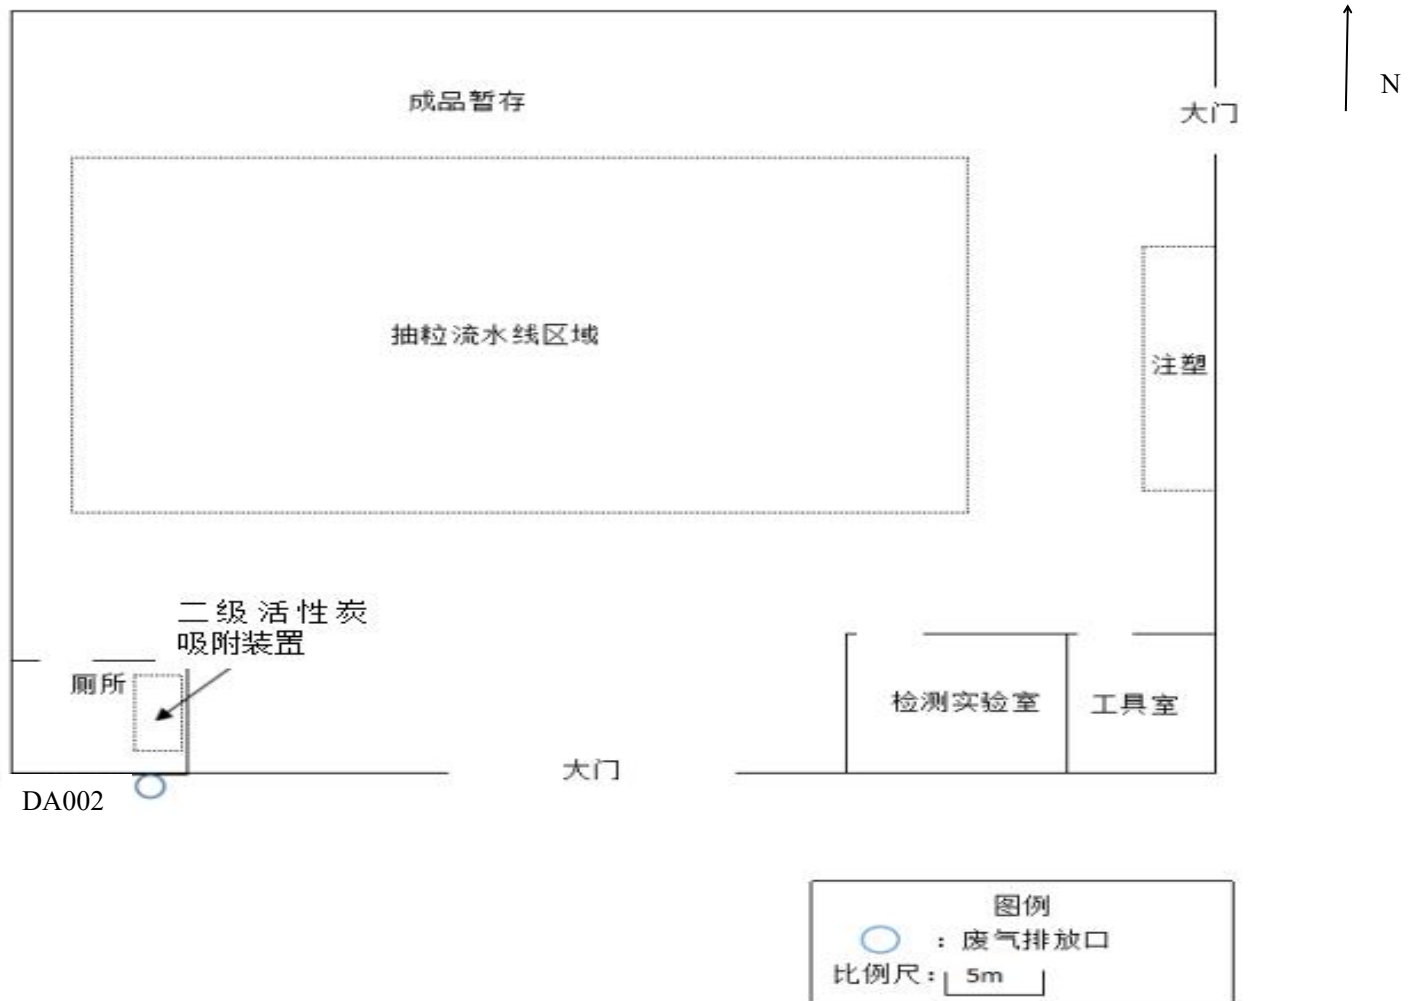 N
成品暂存
大门
抽粒流水线区域
注塑
二级活性炭
吸附装置
厕所
检测实验室
工具室
大门
DA002
图例
：废气排放口
比例尺：5m